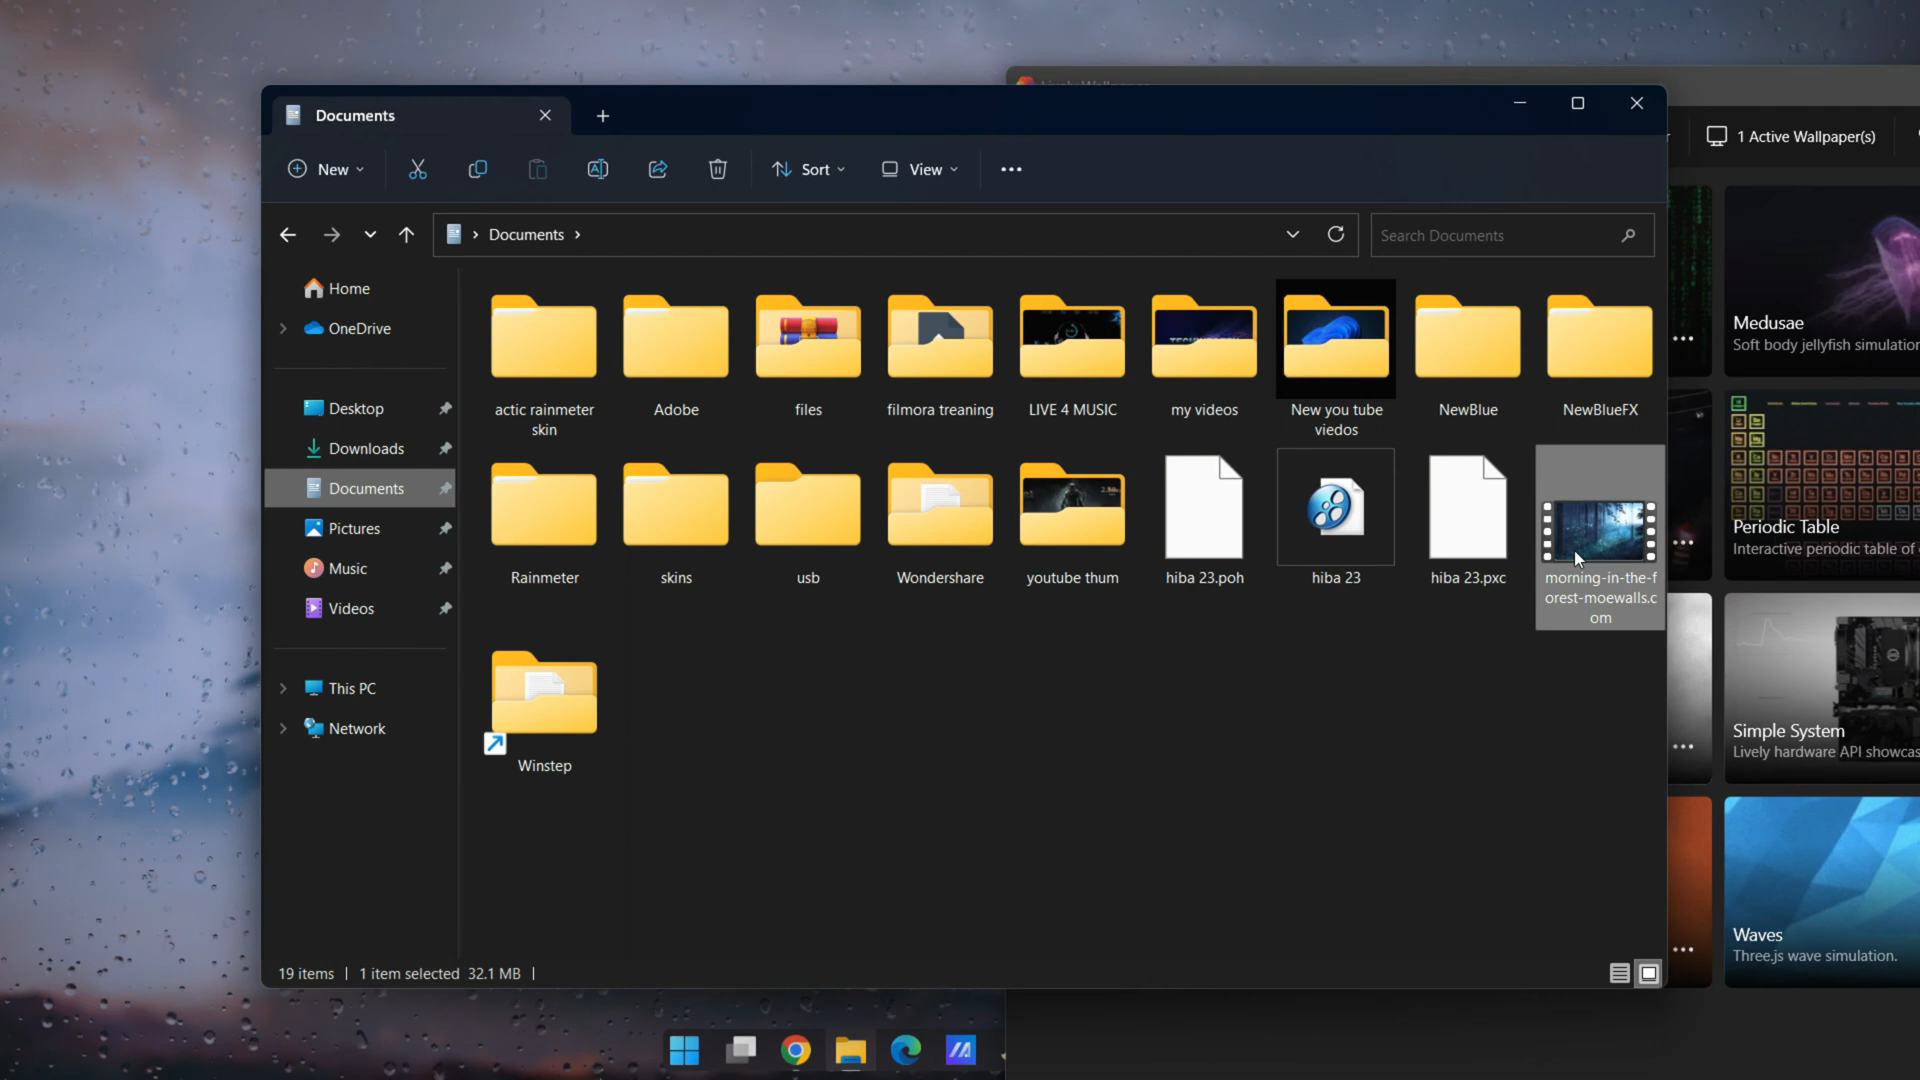 Lively Wallpaper
Documents
New
Sort
View
1 Active Wallpaper(s)
Documents
Search Documents
Home
OneDrive
Desktop
Downloads
Documents
Pictures
Music
Videos
This PC
Network
actic rainmeter
skin
Adobe
files
filmora treaning
LIVE 4 MUSIC
my videos
New you tube
viedos
NewBlue
NewBlueFX
Rainmeter
skins
usb
Wondershare
youtube thum
hiba 23.poh
hiba 23
hiba 23.pxc
morning-in-the-f
orest-moewalls.c
om
Winstep
Medusae
Soft body jellyfish simulation
Periodic Table
Interactive periodic table of
Simple System
Lively hardware API showcas
Waves
Three.js wave simulation.
19 items
1 item selected 32.1 MB